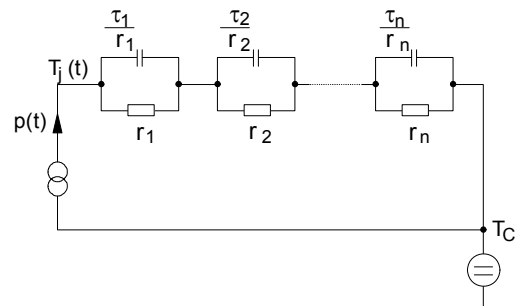 τ1 τ2 τn
r1 r2 rn
Tj (t)
p(t)
r1 r2 rn
TC